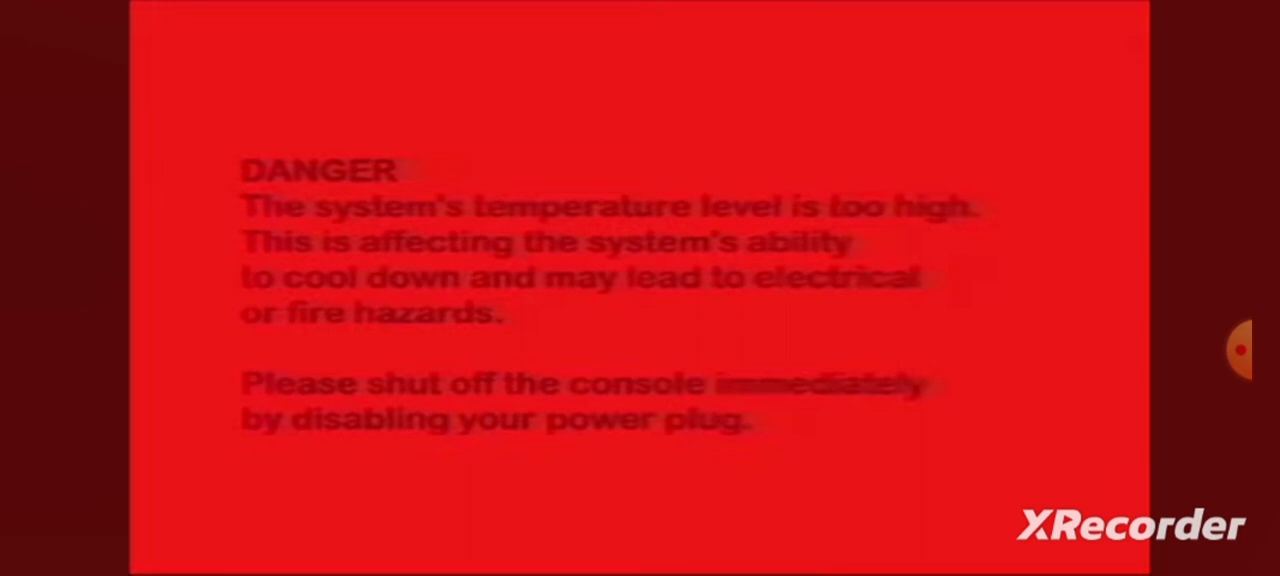 DANGER
The system's temperature level is too high.
This is affecting the system's ability
to cool down and may lead to electrical
or fire hazards.
Please shut off the console immediately
by disabling your power plug.
XRecorder